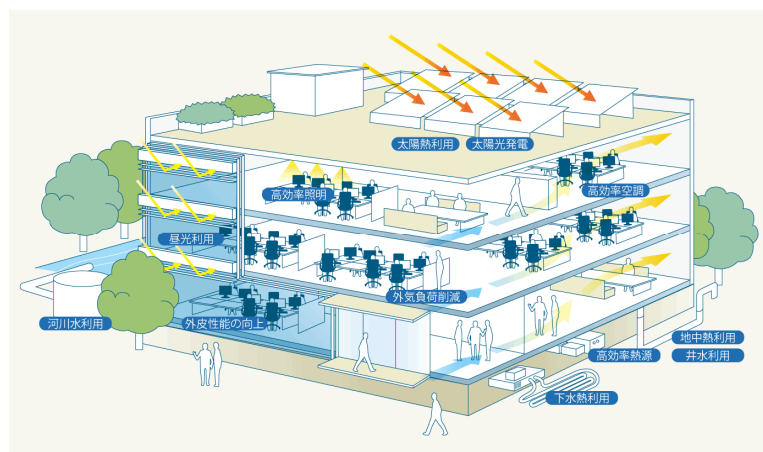 太陽熱利用
太陽光発電
高効率照明
高効率空調
昼光利用
外気負荷削減
河川水利用
外皮性能の向上
地中熱利用
高効率熱源
井水利用
下水熱利用